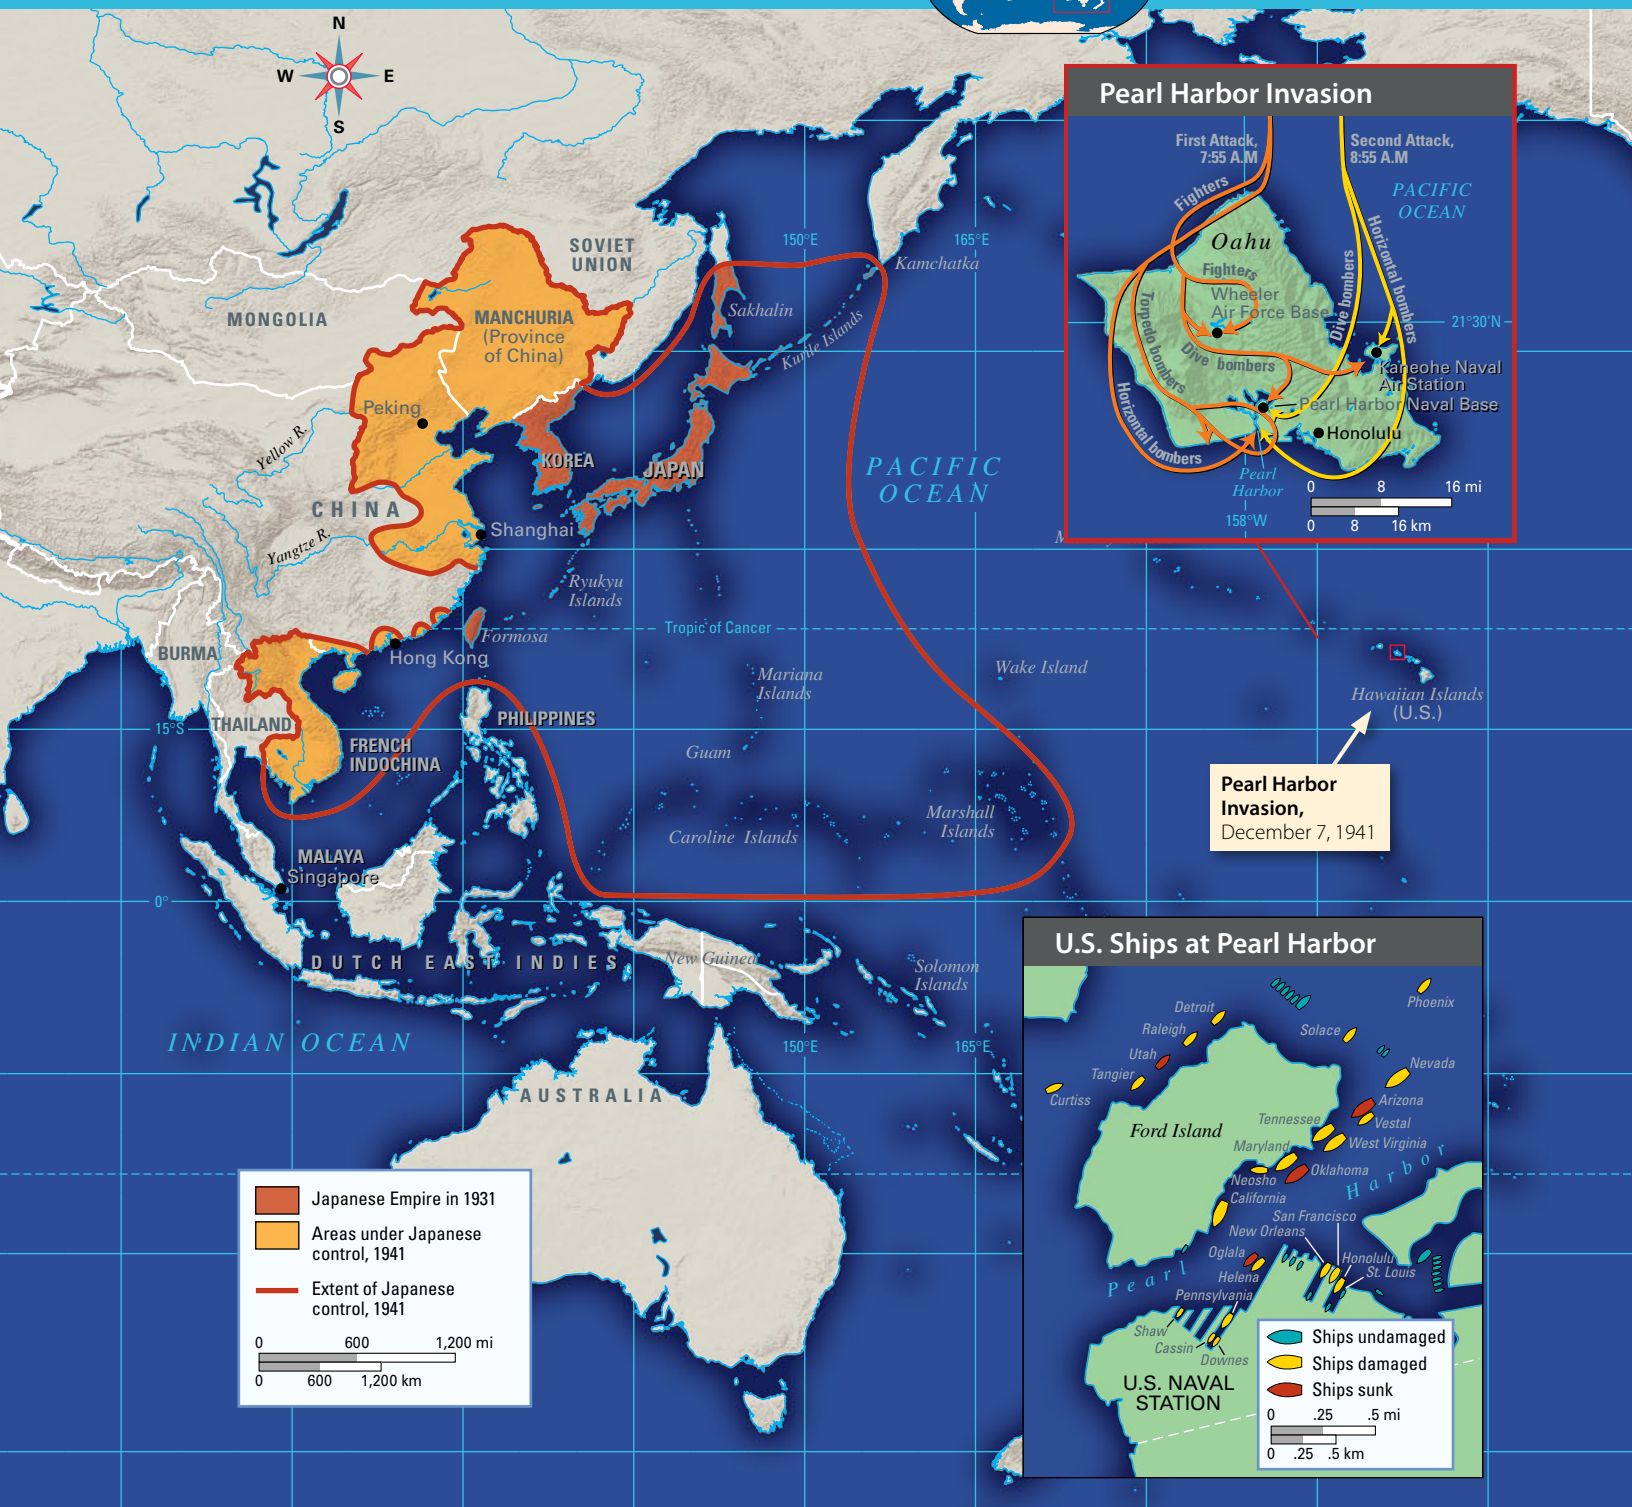 N
W
E
S
150°E
165°E
SOVIET
UNION
Kamchatka
MONGOLIA
MANCHURIA
(Province
of China)
Sakhalin
Kurile Islands
Peking
Yellow R.
KOREA
JAPAN
PACIFIC
OCEAN
CHINA
Shanghai
Yangtze R.
Ryukyu
Islands
Tropic of Cancer
Formosa
BURMA
Hong Kong
Mariana
Islands
Wake Island
Hawaiian Islands
(U.S.)
15°S
THAILAND
PHILIPPINES
FRENCH
INDOCHINA
Guam
Pearl Harbor
Invasion,
December 7, 1941
Marshall
Islands
Caroline Islands
MALAYA
Singapore
0°
DUTCH EAST INDIES
New Guinea
Solomon
Islands
INDIAN OCEAN
150°E
165°E
AUSTRALIA
Japanese Empire in 1931
Areas under Japanese
control, 1941
Extent of Japanese
control, 1941
0 600 1,200 mi
0 600 1,200 km
Pearl Harbor Invasion
First Attack,
7:55 A.M
Second Attack,
8:55 A.M
PACIFIC
OCEAN
Fighters
Oahu
Fighters
Wheeler
Air Force Base
Horizontal bombers
Dive bombers
Torpedo bombers
21°30'N
Dive bombers
Kaneohe Naval
Air Station
Horizontal bombers
Pearl Harbor Naval Base
Honolulu
Pearl
Harbor
158°W
0 8 16 mi
0 8 16 km
U.S. Ships at Pearl Harbor
Detroit
Phoenix
Raleigh
Solace
Utah
Tangier
Nevada
Curtiss
Arizona
Tennessee
Vestal
Ford Island
Maryland
West Virginia
Oklahoma
Neosho
California
Pearl Harbor
San Francisco
New Orleans
Oglala
Honolulu
Helena
St. Louis
Pennsylvania
Shaw
Cassin
Downes
U.S. NAVAL
STATION
Ships undamaged
Ships damaged
Ships sunk
0 .25 .5 mi
0 .25 .5 km